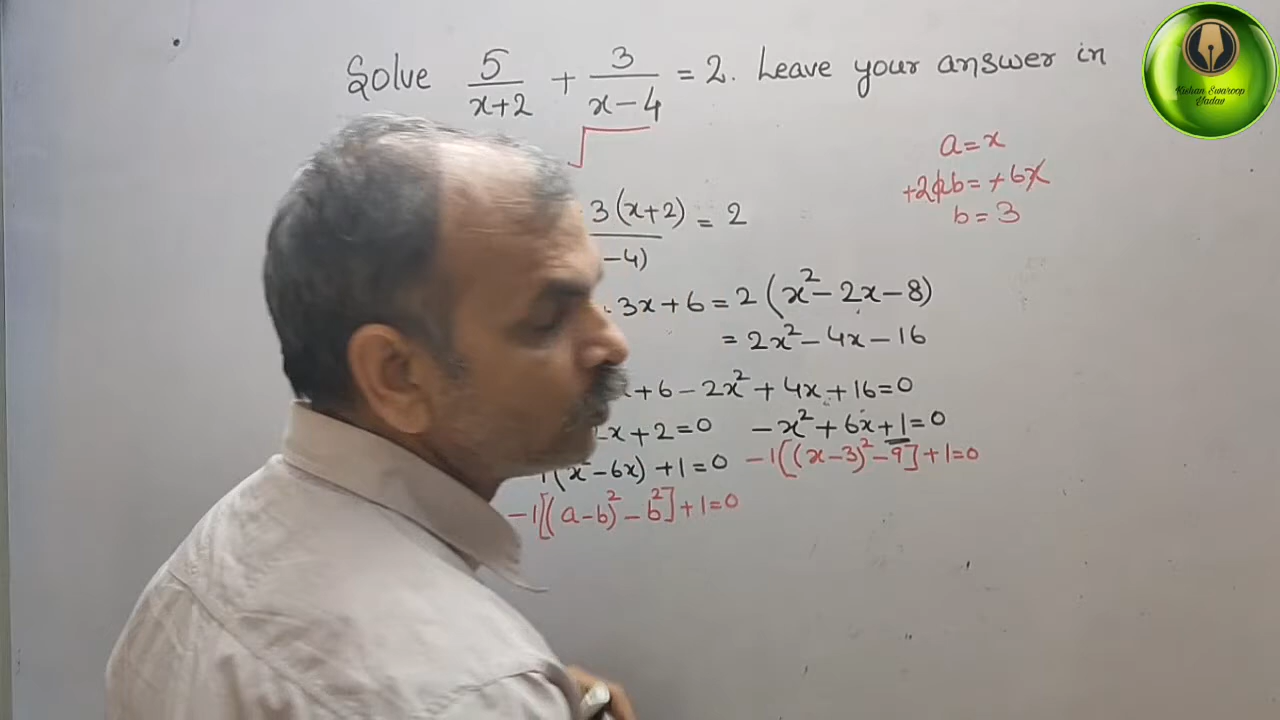 Solve 5/(x+2) + 3/(x-4) = 2. Leave your answer in
Kishan Swaroop
Yadav
a = x
+2ab = +6x
b = 3
3(x+2) = 2
-4)
3x + 6 = 2(x² - 2x - 8)
= 2x² - 4x - 16
+ 6 - 2x² + 4x + 16 = 0
x + 2 = 0 -x² + 6x + 1 = 0
(x² - 6x) + 1 = 0 -1[(x-3)² - 9] + 1 = 0
-1[(a-b)² - b²] + 1 = 0